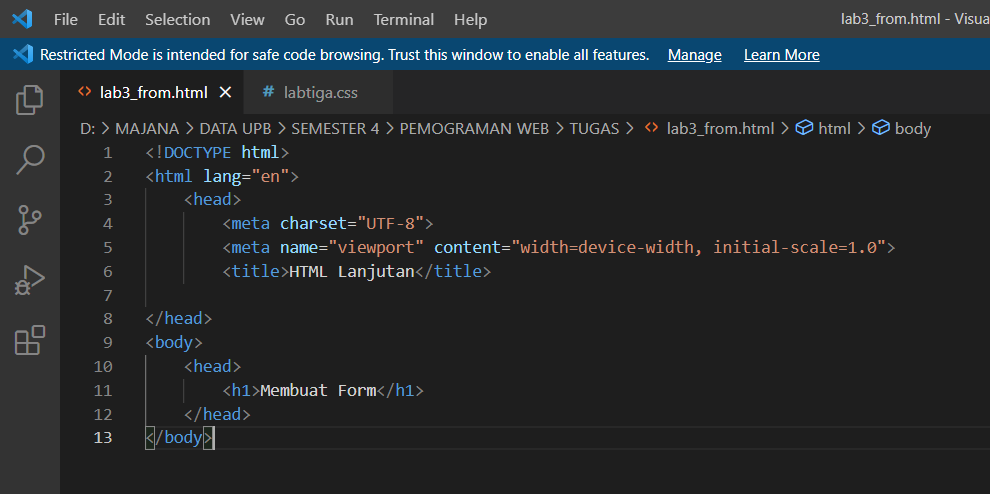 File Edit Selection View Go Run Terminal Help lab3_from.html - Visua
Restricted Mode is intended for safe code browsing. Trust this window to enable all features. Manage Learn More
lab3_from.html # labtiga.css
D: > MAJANA > DATA UPB > SEMESTER 4 > PEMOGRAMAN WEB > TUGAS > <> lab3_from.html > html > body
1 <!DOCTYPE html>
2 <html lang="en">
3 <head>
4 <meta charset="UTF-8">
5 <meta name="viewport" content="width=device-width, initial-scale=1.0">
6 <title>HTML Lanjutan</title>
7
8 </head>
9 <body>
10 <head>
11 <h1>Membuat Form</h1>
12 </head>
13 </body>